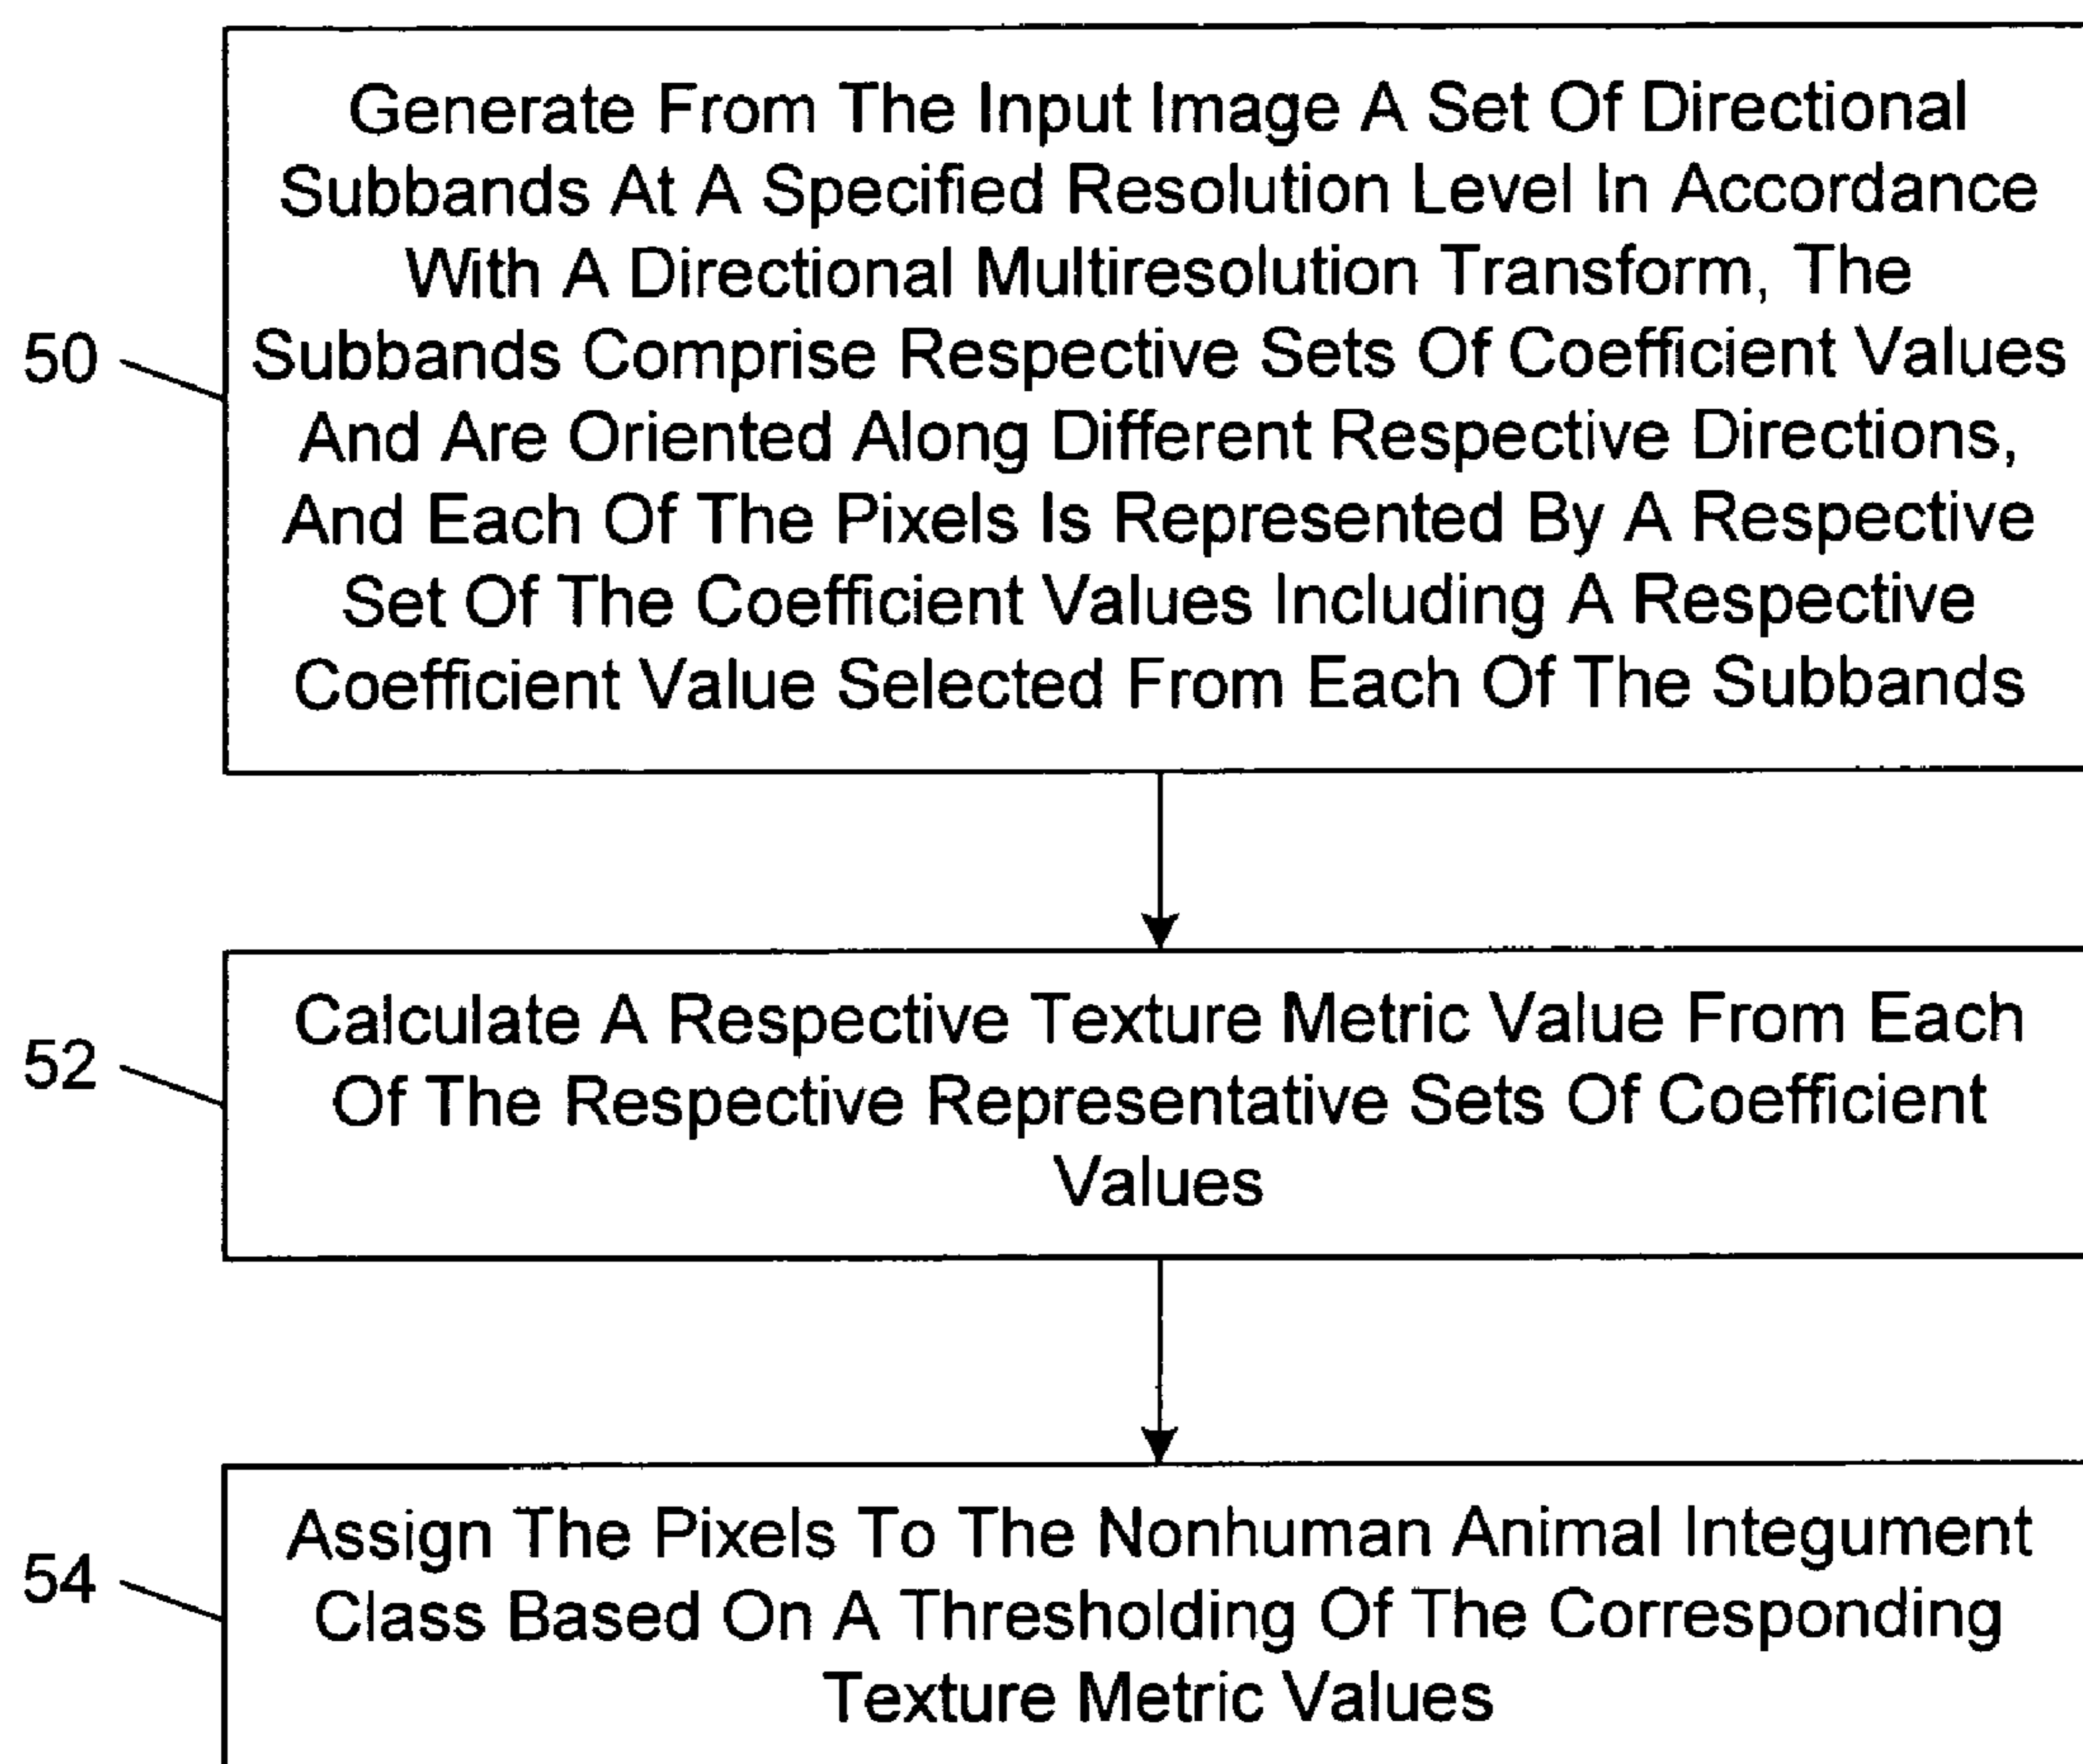 Generate From The Input Image A Set Of Directional
Subbands At A Specified Resolution Level In Accordance
With A Directional Multiresolution Transform, The
50
Subbands Comprise Respective Sets Of Coefficient Values
And Are Oriented Along Different Respective Directions,
And Each Of The Pixels Is Represented By A Respective
Set Of The Coefficient Values Including A Respective
Coefficient Value Selected From Each Of The Subbands
Calculate A Respective Texture Metric Value From Each
52
Of The Respective Representative Sets Of Coefficient
Values
Assign The Pixels To The Nonhuman Animal Integument
54
Class Based On A Thresholding Of The Corresponding
Texture Metric Values